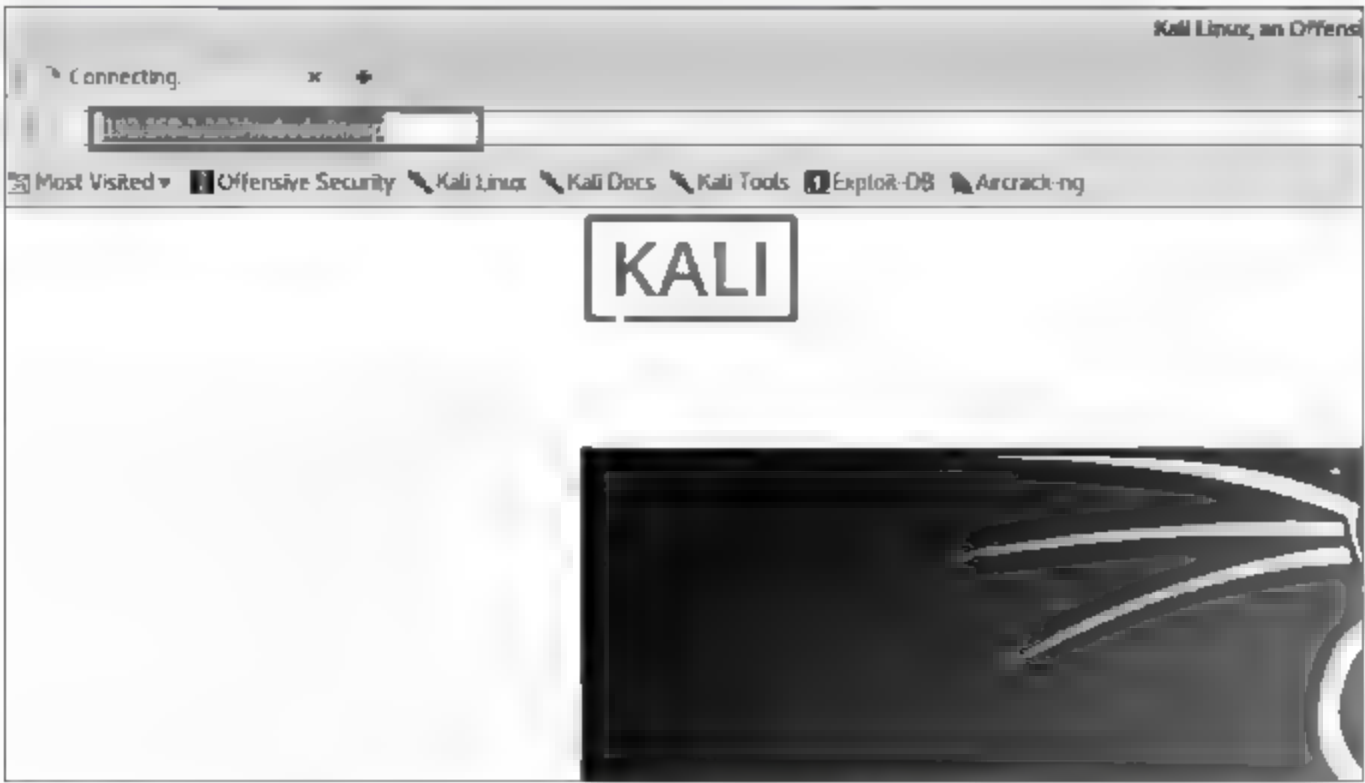 Kali Linux, an Offensi
Connecting.
Most Visited Offensive Security Kali Linux Kali Docs Kali Tools Exploit-DB Aircrack-ng
KALI